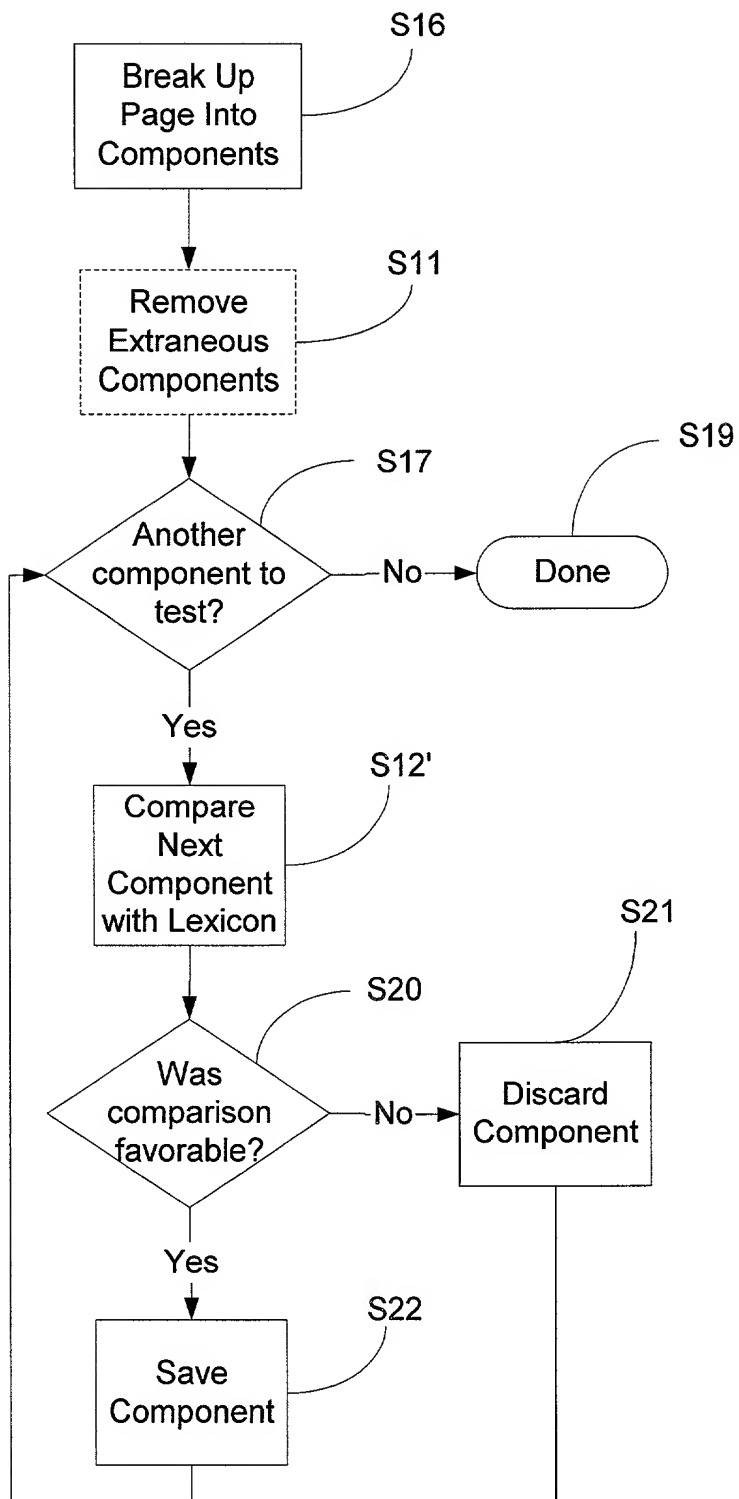 S16
Break Up
Page Into
Components
S11
Remove
Extraneous
Components
S17
S19
Another
component to
test?
No
Done
Yes
S12'
Compare
Next
Component
with Lexicon
S21
S20
Was
comparison
favorable?
No
Discard
Component
Yes
S22
Save
Component